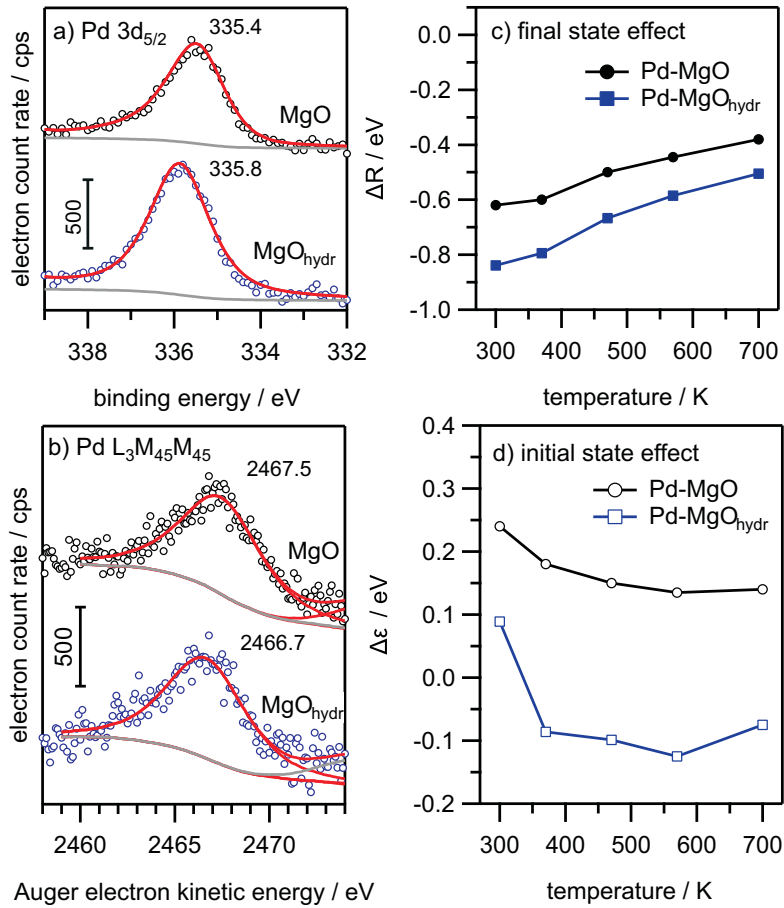 a) Pd 3d5/2
335.4
MgO
335.8
500
MgOhydr
electron count rate / cps
338
336
334
332
binding energy / eV
c) final state effect
Pd-MgO
Pd-MgOhydr
0.0
-0.2
-0.4
-0.6
-0.8
-1.0
ΔR / eV
300
400
500
600
700
temperature / K
b) Pd L3M45M45
2467.5
MgO
500
2466.7
MgOhydr
electron count rate / cps
2460
2465
2470
Auger electron kinetic energy / eV
d) initial state effect
Pd-MgO
Pd-MgOhydr
0.4
0.3
0.2
0.1
0.0
-0.1
-0.2
Δε / eV
300
400
500
600
700
temperature / K